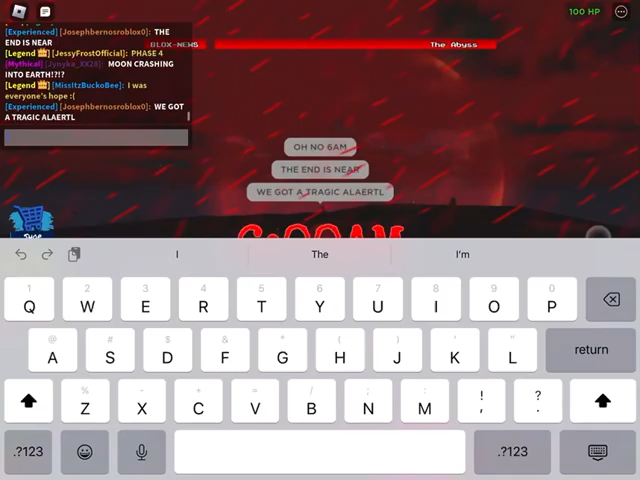 100 HP
[Experienced] [Josephbernosroblox0]: THE
END IS NEAR
[Legend 🎁] [JessyFrostOfficial]: PHASE 4
[Mythical] [Jynyka_XX28]: MOON CRASHING
INTO EARTH!?!?
[Legend 🎁] [MissItzBuckoBee]: I was
everyone's hope :(
[Experienced] [Josephbernosroblox0]: WE GOT
A TRAGIC ALAERTL
BLOX-NEWS
The Abyss
OH NO 6AM
THE END IS NEAR
WE GOT A TRAGIC ALAERTL
I The I'm
1 2 3 4 5 6 7 8 9 0
Q W E R T Y U I O P
@ # $ & * ( ) ' "
A S D F G H J K L return
% - + = / ; : ! ?
Z X C V B N M , .
.?123 .?123